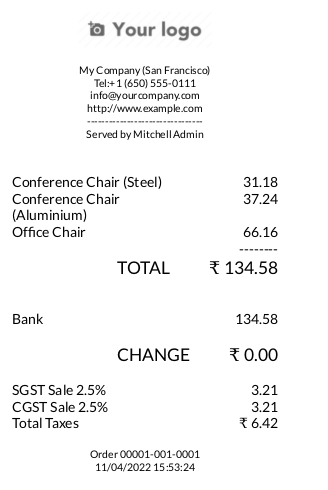 Your logo
My Company (San Francisco)
Tel:+1 (650) 555-0111
info@yourcompany.com
http://www.example.com
--------------------------------
Served by Mitchell Admin
Conference Chair (Steel) 31.18
Conference Chair 37.24
(Aluminium)
Office Chair 66.16
--------
TOTAL ₹ 134.58
Bank 134.58
CHANGE ₹ 0.00
SGST Sale 2.5% 3.21
CGST Sale 2.5% 3.21
Total Taxes ₹ 6.42
Order 00001-001-0001
11/04/2022 15:53:24